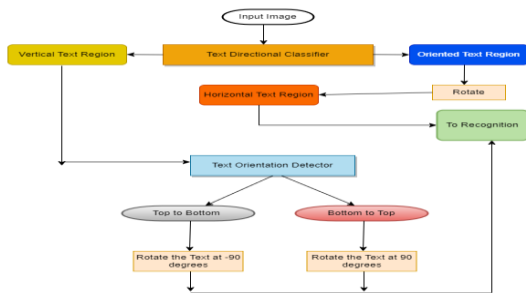 Input Image
Vertical Text Region
Text Directional Classifier
Oriented Text Region
Horizontal Text Region
Rotate
To Recognition
Text Orientation Detector
Top to Bottom
Bottom to Top
Rotate the Text at -90
degrees
Rotate the Text at 90
degrees